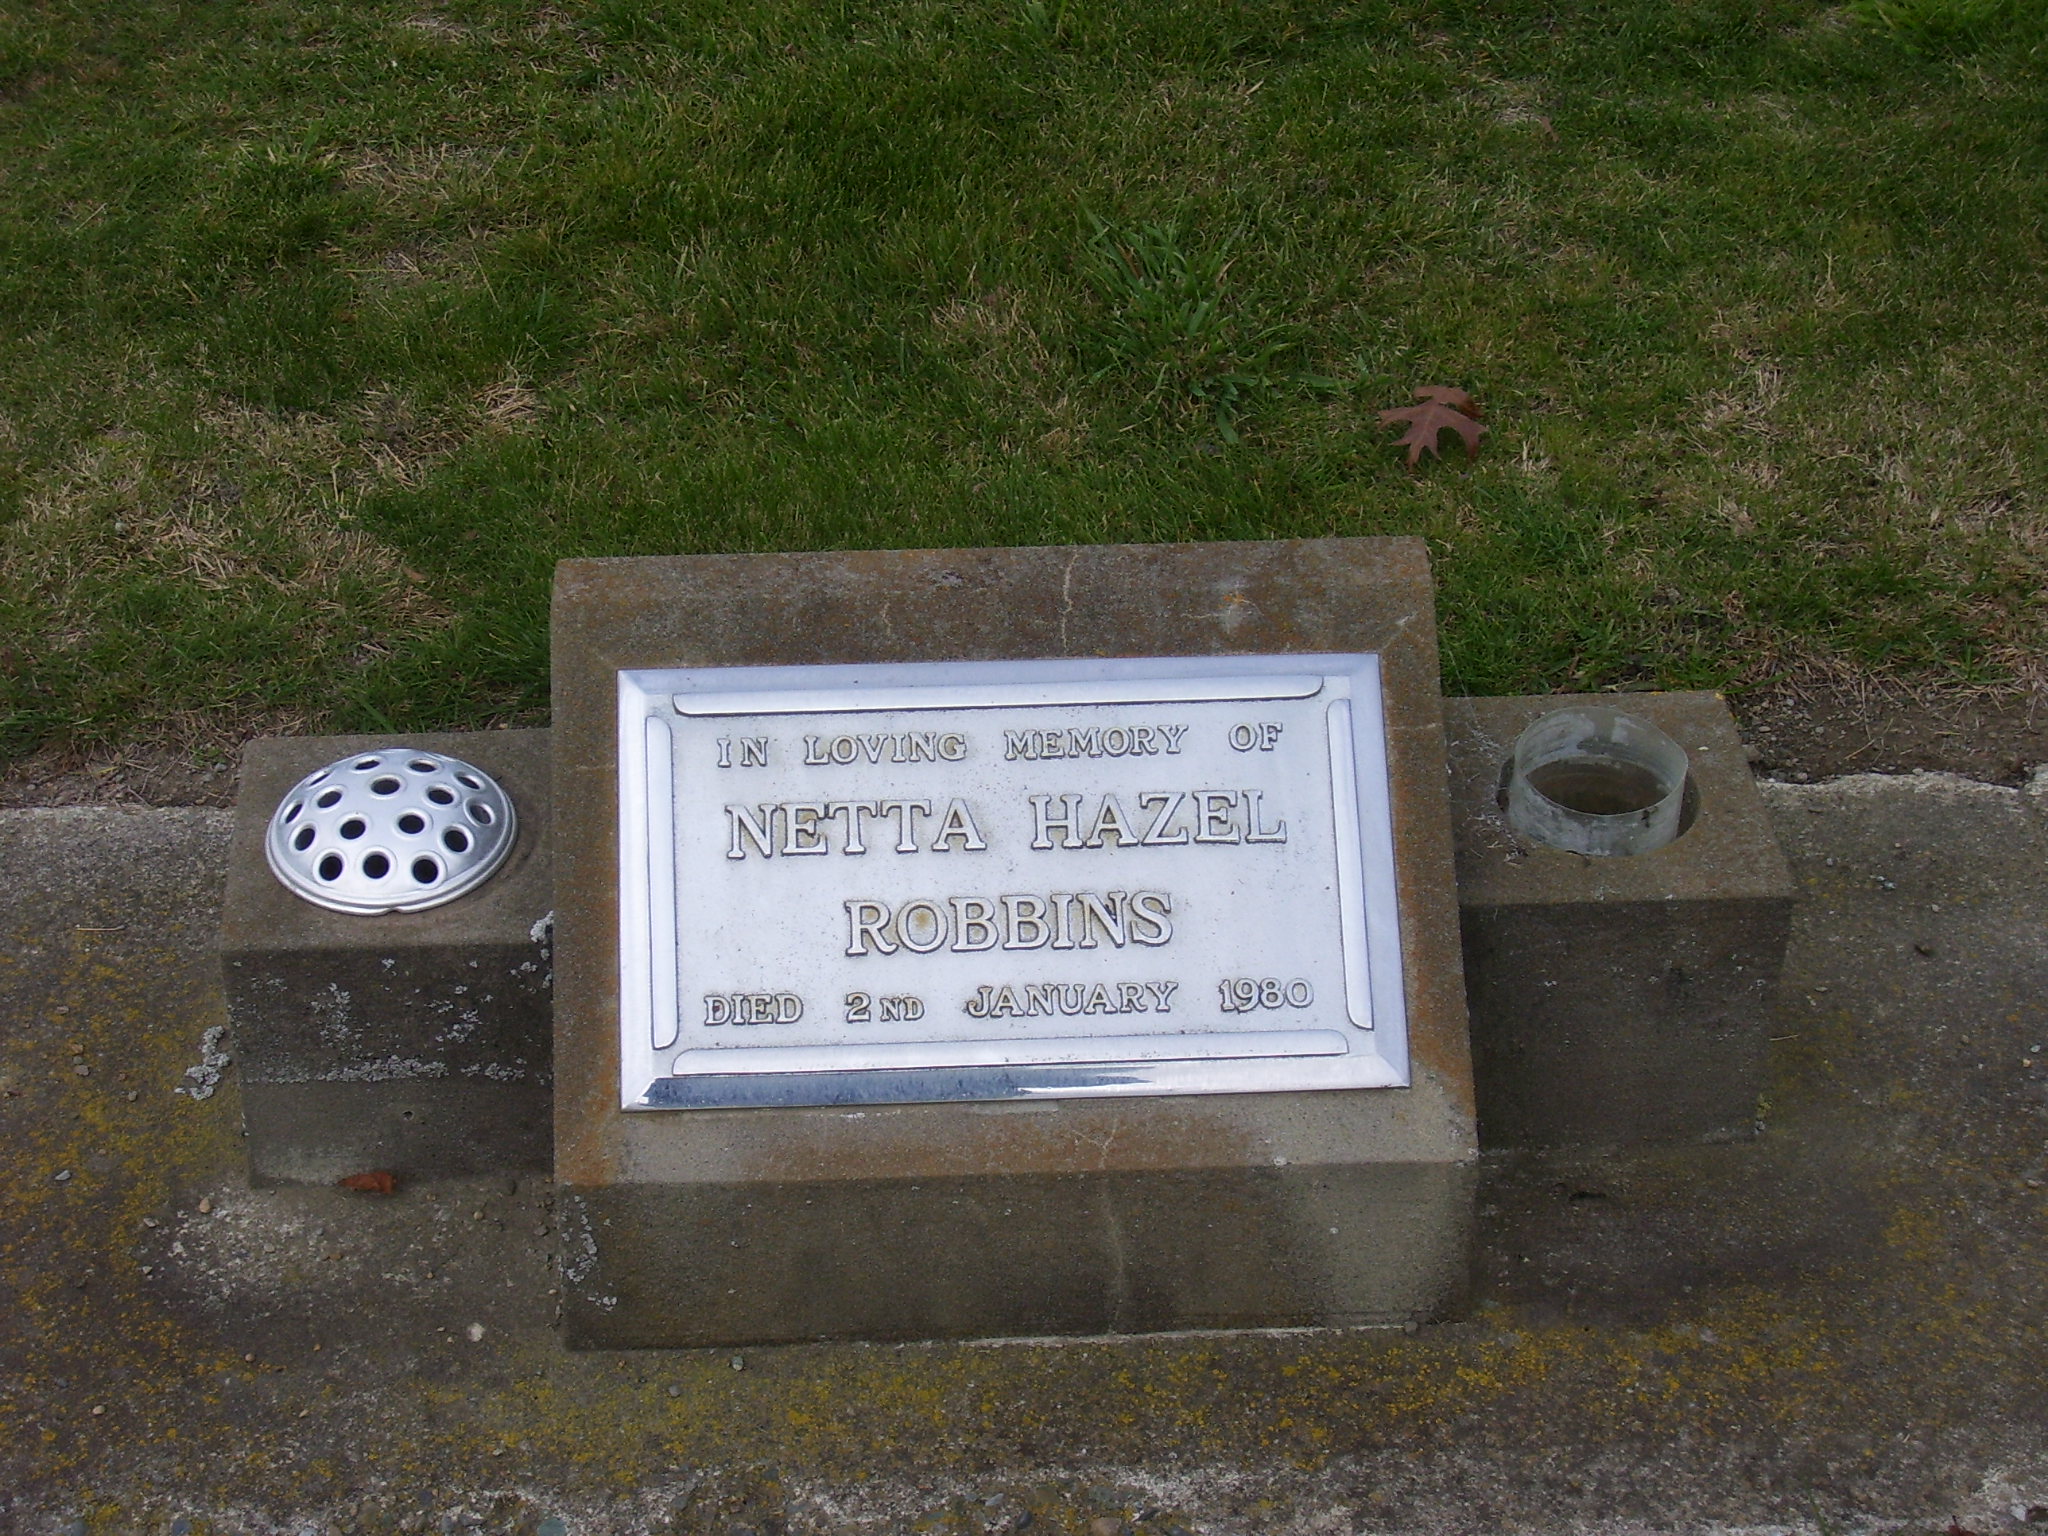 IN LOVING MEMORY OF
NETTA HAZEL
ROBBINS
DIED 2ND JANUARY 1980